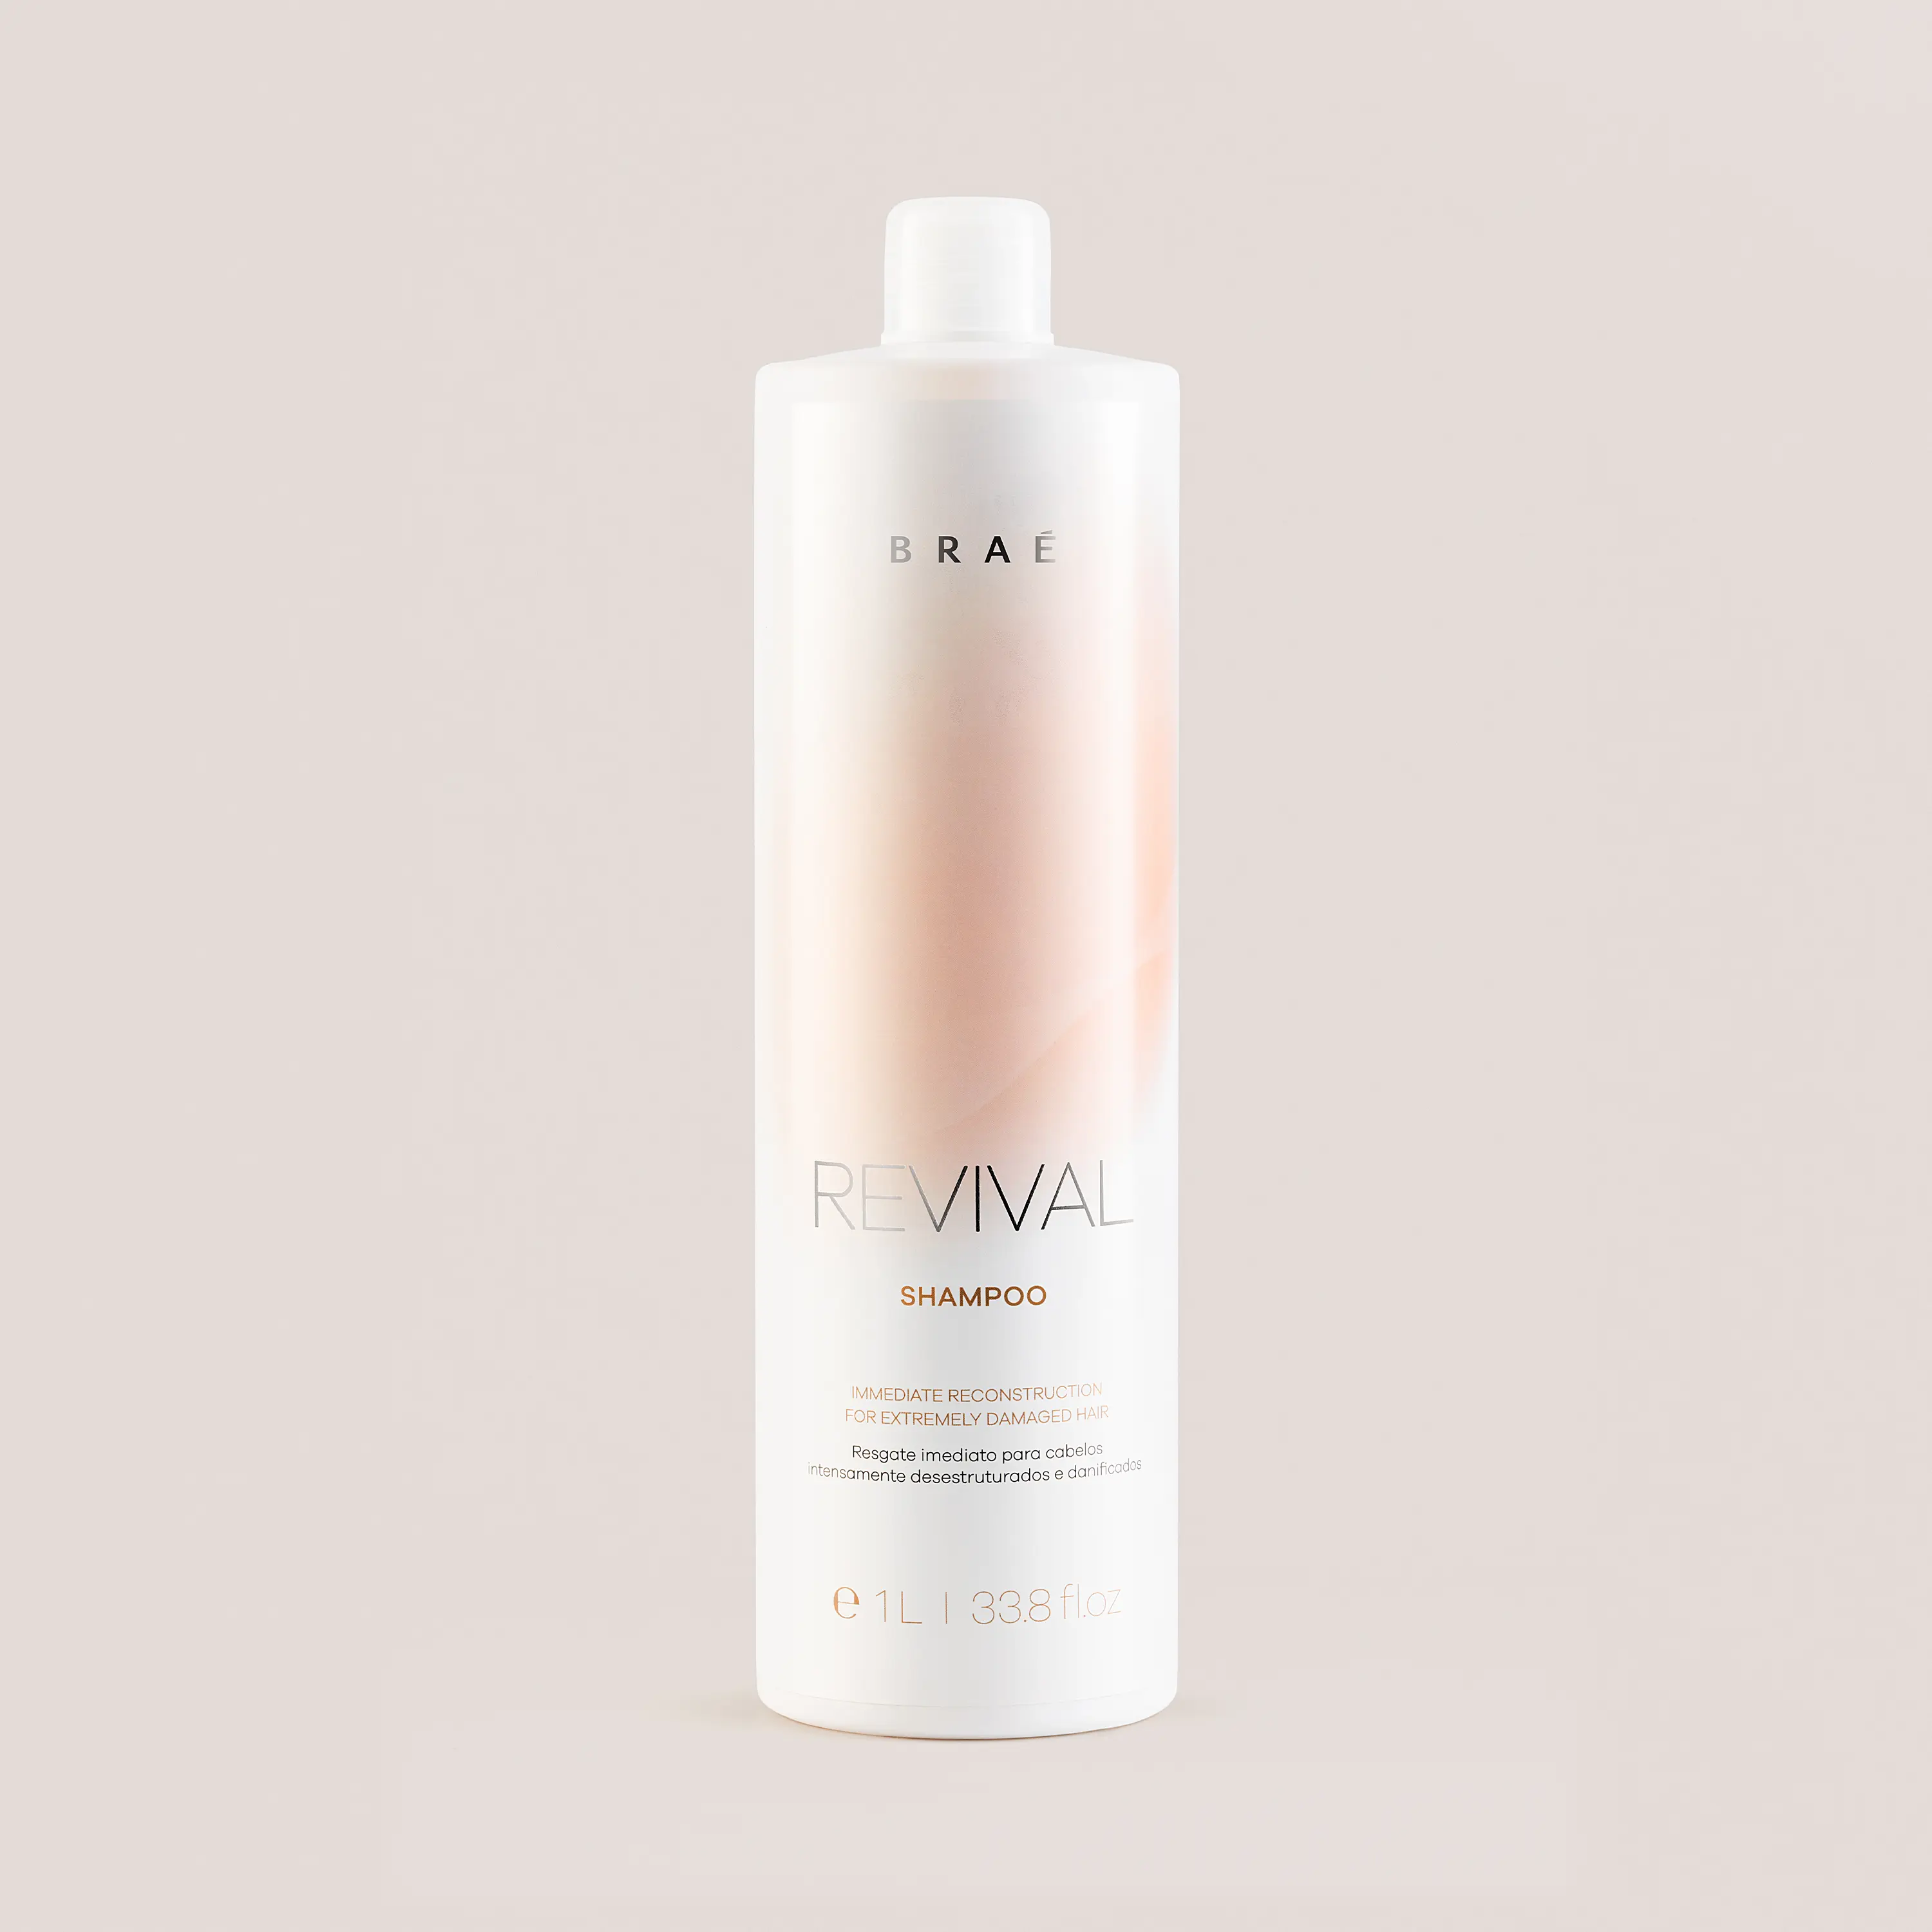 BRAÉ
REVIVAL
SHAMPOO
IMMEDIATE RECONSTRUCTION
FOR EXTREMELY DAMAGED HAIR
Resgate imediato para cabelos
intensamente desestruturados e danificados
℮ 1L | 33.8 fl.oz